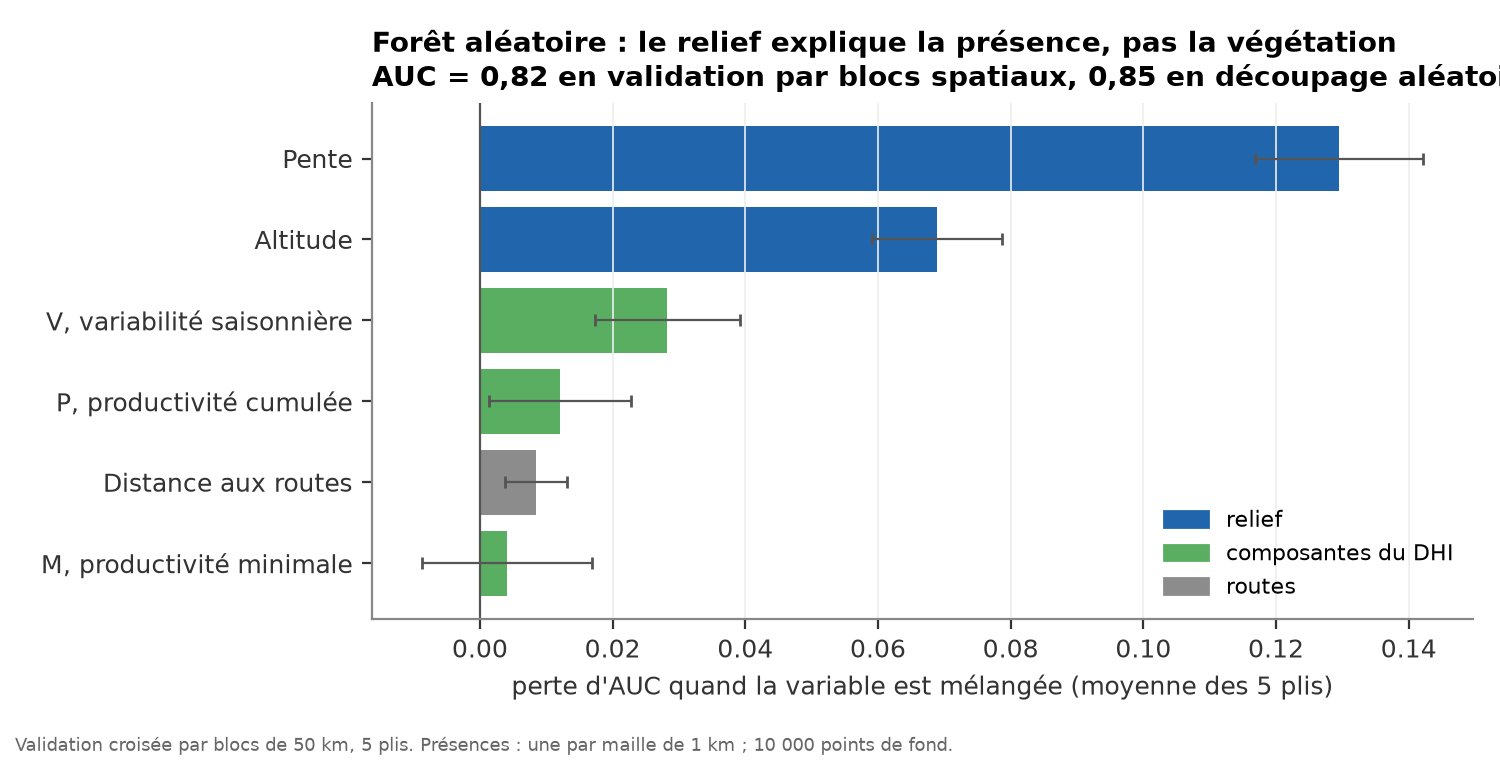 Forêt aléatoire : le relief explique la présence, pas la végétation
AUC = 0,82 en validation par blocs spatiaux, 0,85 en découpage
Pente
Altitude
V, variabilité saisonnière
P, productivité cumulée
Distance aux routes
M, productivité minimale
relief
composantes du DHI
routes
0.00 0.02 0.04 0.06 0.08 0.10 0.12 0.14
perte d'AUC quand la variable est mélangée (moyenne des 5 plis)
Validation croisée par blocs de 50 km, 5 plis. Présences : une par maille de 1 km ; 10 000 points de fond.